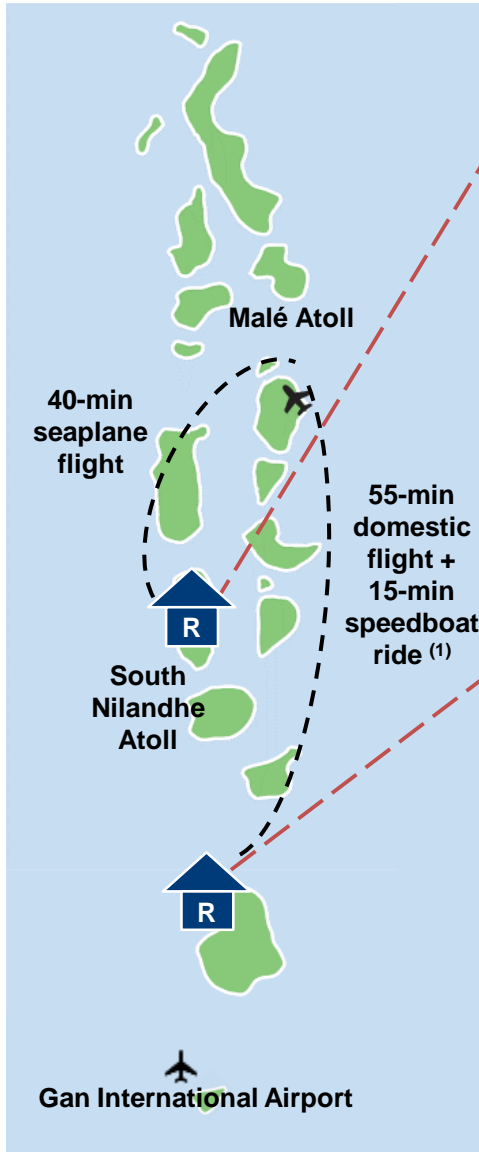 Malé Atoll
40-min
seaplane
flight
55-min
domestic
flight +
15-min
speedboat
ride (1)
R
South
Nilandhe
Atoll
R
Gan International Airport